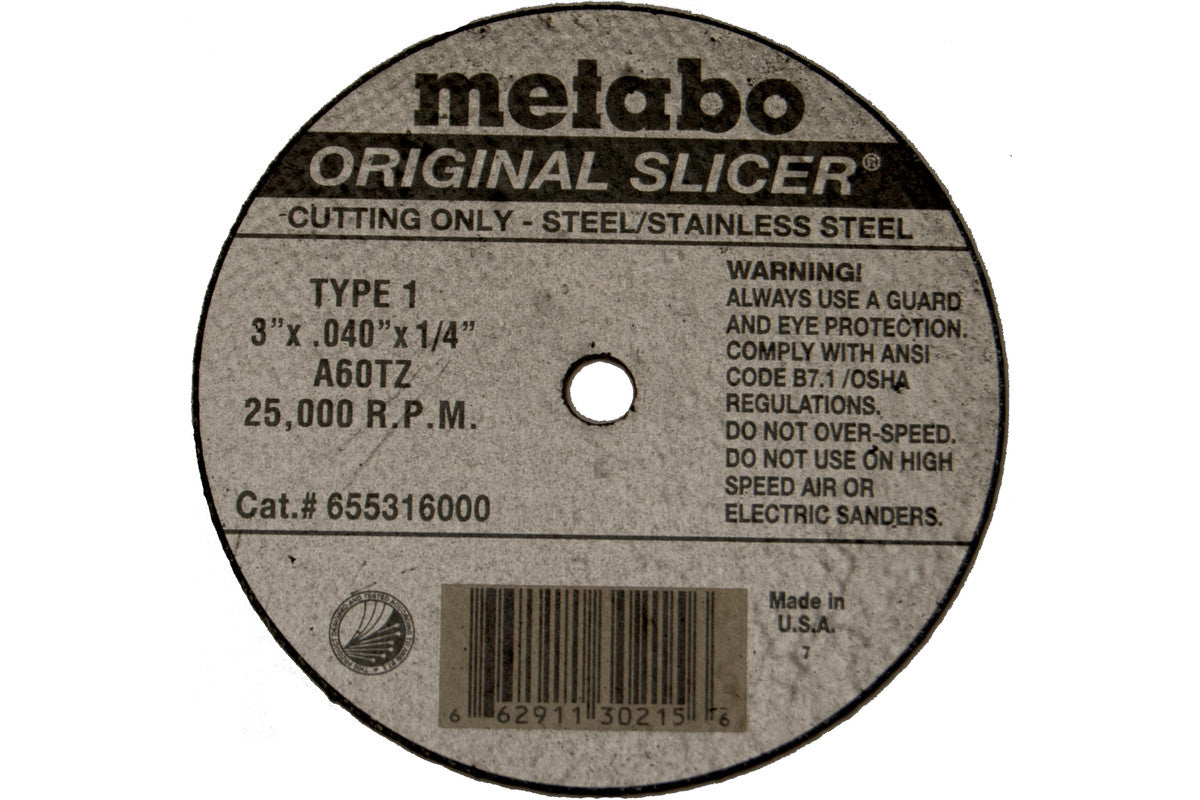 metabo
ORIGINAL SLICER®
CUTTING ONLY - STEEL/STAINLESS STEEL
TYPE 1
3” x .040” x 1/4”
A60TZ
25,000 R.P.M.
Cat.# 655316000
WARNING!
ALWAYS USE A GUARD
AND EYE PROTECTION.
COMPLY WITH ANSI
CODE B7.1 /OSHA
REGULATIONS.
DO NOT OVER-SPEED.
DO NOT USE ON HIGH
SPEED AIR OR
ELECTRIC SANDERS.
6 62911 30215 6
Made in
U.S.A.
7